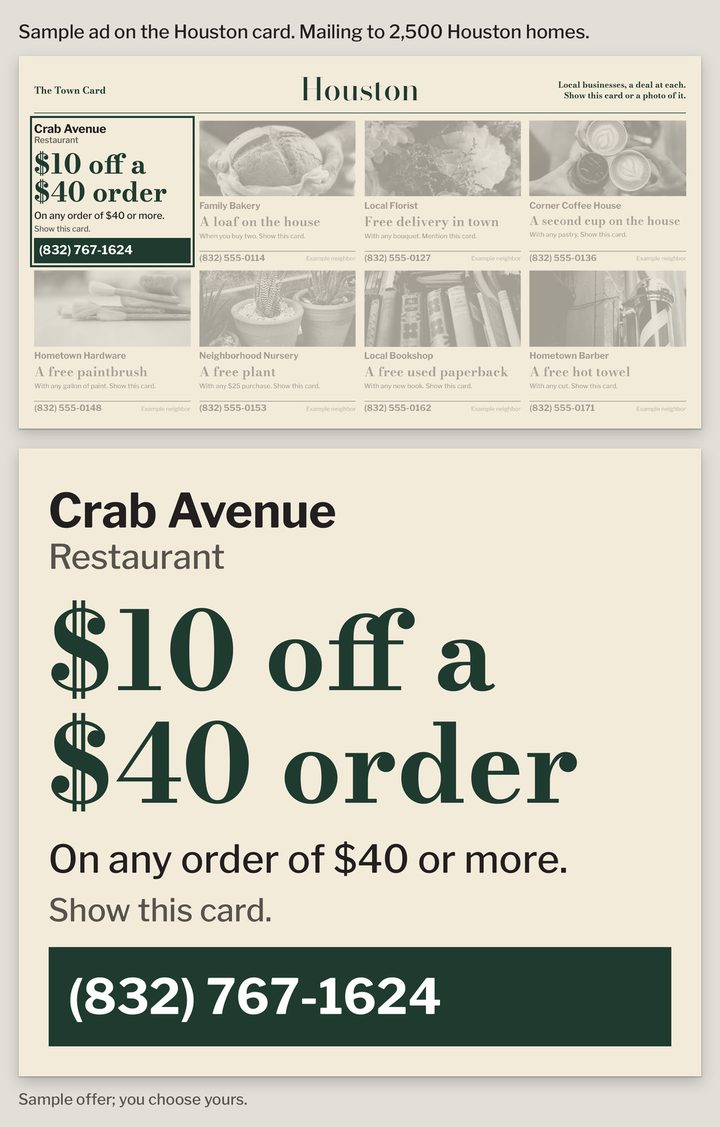 Sample ad on the Houston card. Mailing to 2,500 Houston homes.
The Town Card
Houston
Local businesses, a deal at each.
Show this card or a photo of it.
Crab Avenue
Restaurant
$10 off a
$40 order
On any order of $40 or more.
Show this card.
(832) 767-1624
Family Bakery
A loaf on the house
When you buy two. Show this card.
(832) 555-0114 Example neighbor
Local Florist
Free delivery in town
With any bouquet. Mention this card.
(832) 555-0127 Example neighbor
Corner Coffee House
A second cup on the house
With any pastry. Show this card.
(832) 555-0136 Example neighbor
Hometown Hardware
A free paintbrush
With any gallon of paint. Show this card.
(832) 555-0148 Example neighbor
Neighborhood Nursery
A free plant
With any $25 purchase. Show this card.
(832) 555-0153 Example neighbor
Local Bookshop
A free used paperback
With any new book. Show this card.
(832) 555-0162 Example neighbor
Hometown Barber
A free hot towel
With any cut. Show this card.
(832) 555-0171 Example neighbor
Crab Avenue
Restaurant
$10 off a
$40 order
On any order of $40 or more.
Show this card.
(832) 767-1624
Sample offer; you choose yours.